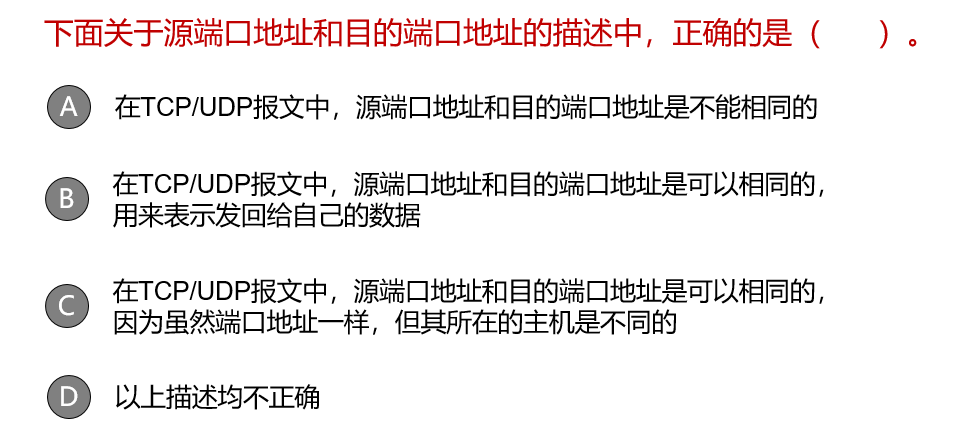 下面关于源端口地址和目的端口地址的描述中，正确的是（　　）。
A 在TCP/UDP报文中，源端口地址和目的端口地址是不能相同的
B 在TCP/UDP报文中，源端口地址和目的端口地址是可以相同的，
用来表示发回给自己的数据
C 在TCP/UDP报文中，源端口地址和目的端口地址是可以相同的，
因为虽然端口地址一样，但其所在的主机是不同的
D 以上描述均不正确